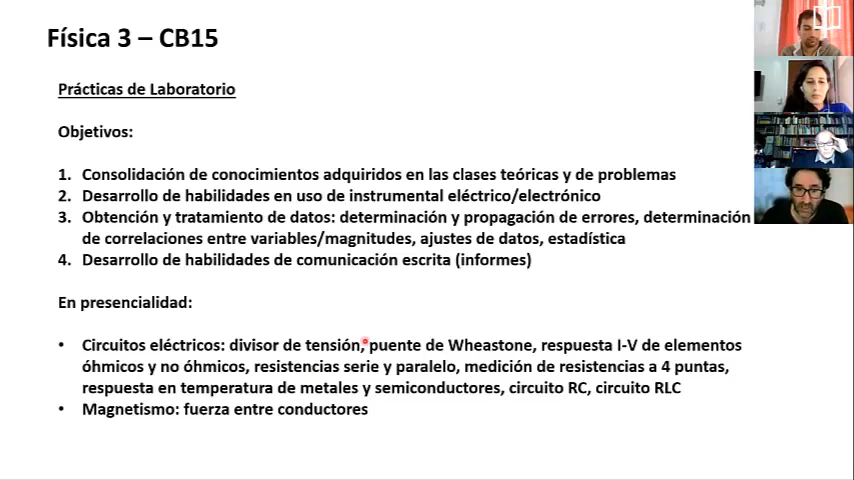 Física 3 – CB15
Prácticas de Laboratorio
Objetivos:
1. Consolidación de conocimientos adquiridos en las clases teóricas y de problemas
2. Desarrollo de habilidades en uso de instrumental eléctrico/electrónico
3. Obtención y tratamiento de datos: determinación y propagación de errores, determinación
de correlaciones entre variables/magnitudes, ajustes de datos, estadística
4. Desarrollo de habilidades de comunicación escrita (informes)
En presencialidad:
• Circuitos eléctricos: divisor de tensión, puente de Wheastone, respuesta I-V de elementos
óhmicos y no óhmicos, resistencias serie y paralelo, medición de resistencias a 4 puntas,
respuesta en temperatura de metales y semiconductores, circuito RC, circuito RLC
• Magnetismo: fuerza entre conductores